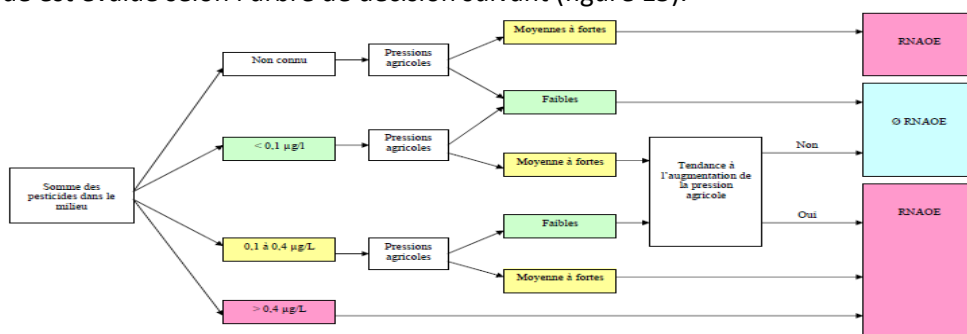 de est évalué selon l'arbre de décision suivant (figure 13).
Moyennes à fortes
RNAOE
Non connu
Pressions
agricoles
Faibles
Ø RNAOE
< 0,1 µg/l
Pressions
agricoles
Moyenne à fortes
Tendance à
l'augmentation de
la pression
agricole
Non
Somme des
pesticides dans le
milieu
Faibles
Oui
RNAOE
0,1 à 0,4 µg/L
Pressions
agricoles
Moyenne à fortes
> 0,4 µg/L